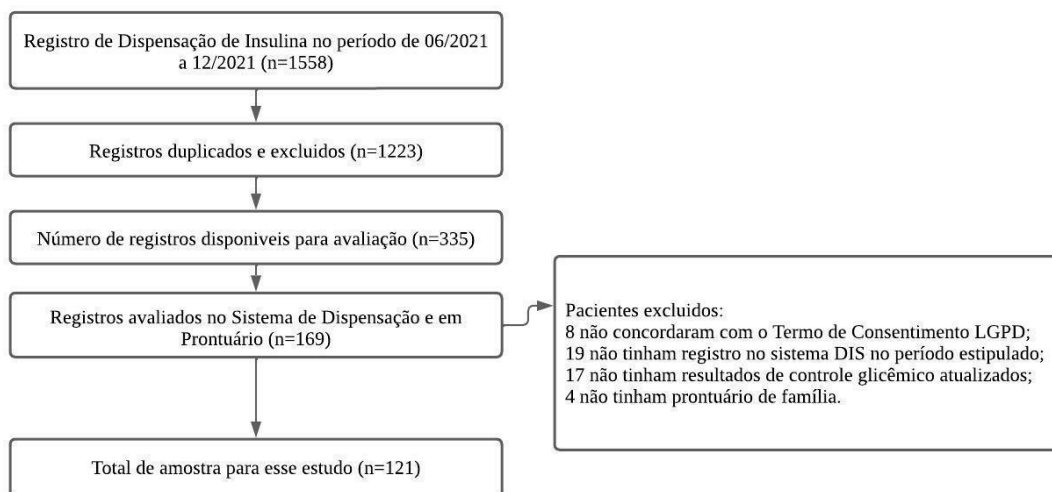 Registro de Dispensação de Insulina no período de 06/2021
a 12/2021 (n=1558)
Registros duplicados e excluidos (n=1223)
Número de registros disponiveis para avaliação (n=335)
Registros avaliados no Sistema de Dispensação e em
Prontuário (n=169)
Pacientes excluidos:
8 não concordaram com o Termo de Consentimento LGPD;
19 não tinham registro no sistema DIS no período estipulado;
17 não tinham resultados de controle glicêmico atualizados;
4 não tinham prontuário de família.
Total de amostra para esse estudo (n=121)